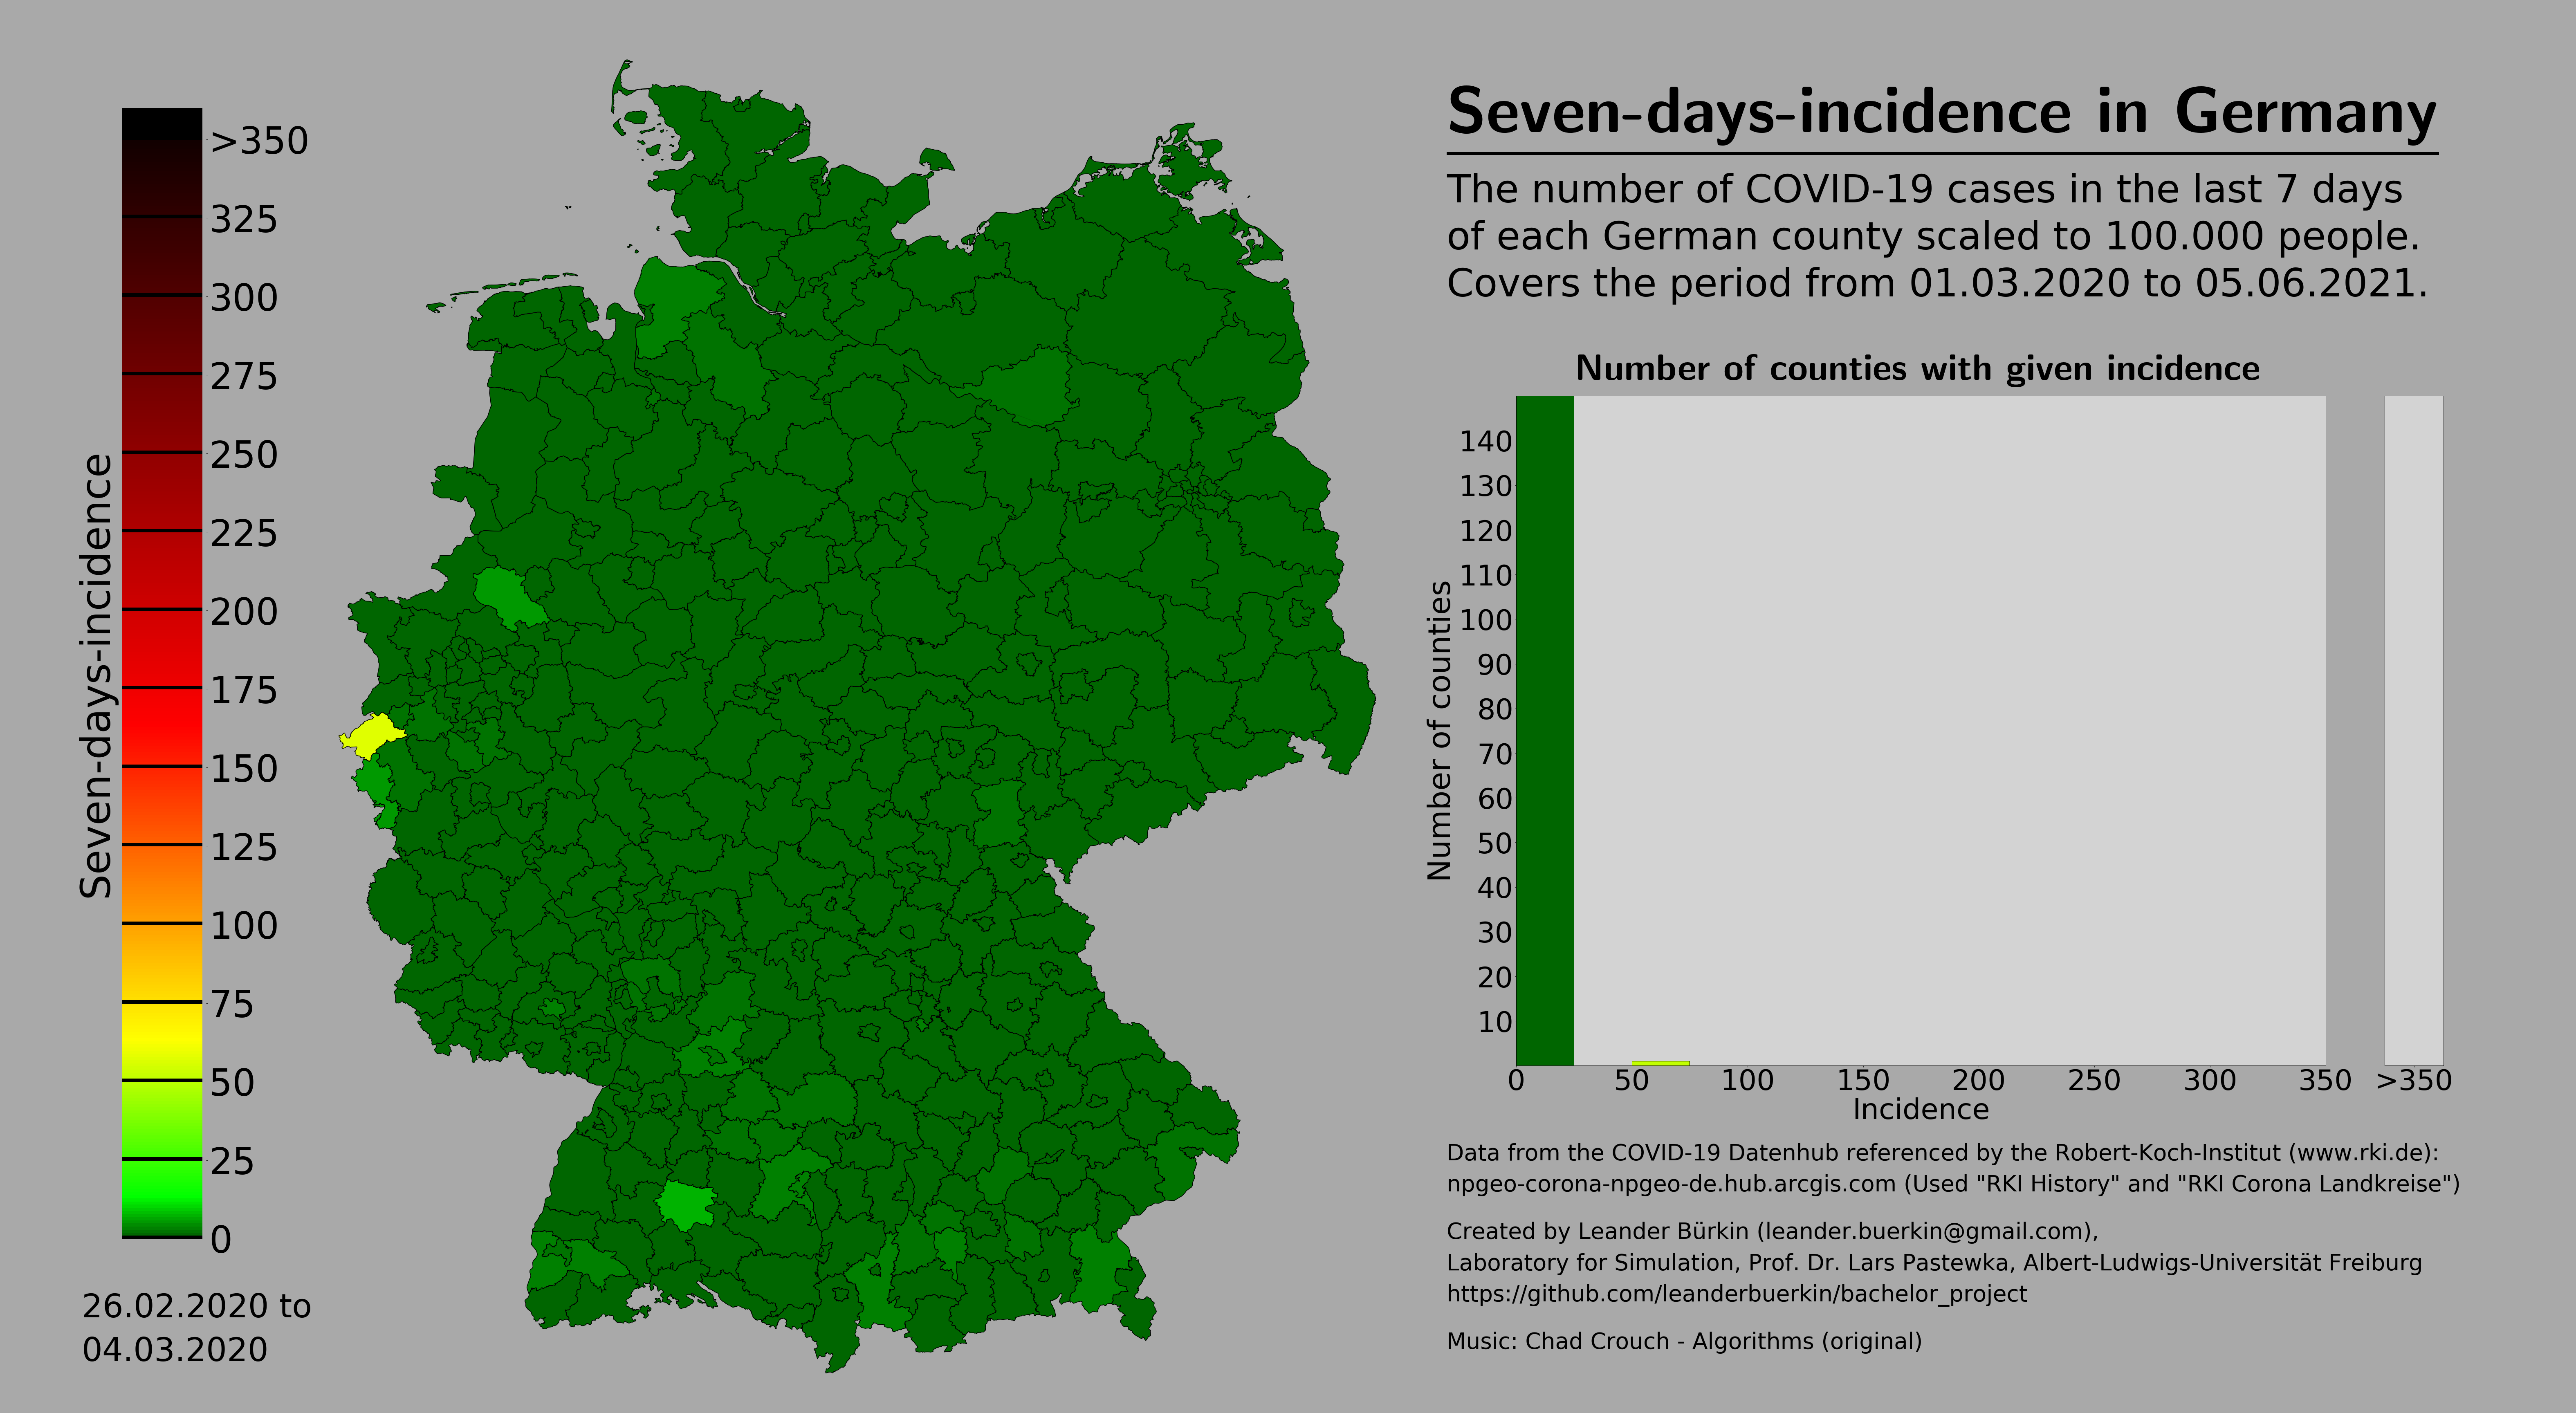 Seven-days-incidence
>350
325
300
275
250
225
200
175
150
125
100
75
50
25
0
26.02.2020 to
04.03.2020
Seven-days-incidence in Germany
The number of COVID-19 cases in the last 7 days
of each German county scaled to 100.000 people.
Covers the period from 01.03.2020 to 05.06.2021.
Number of counties with given incidence
Number of counties
140
130
120
110
100
90
80
70
60
50
40
30
20
10
0 50 100 150 200 250 300 350 >350
Incidence
Data from the COVID-19 Datenhub referenced by the Robert-Koch-Institut (www.rki.de):
npgeo-corona-npgeo-de.hub.arcgis.com (Used "RKI History" and "RKI Corona Landkreise")
Created by Leander Bürkin (leander.buerkin@gmail.com),
Laboratory for Simulation, Prof. Dr. Lars Pastewka, Albert-Ludwigs-Universität Freiburg
https://github.com/leanderbuerkin/bachelor_project
Music: Chad Crouch - Algorithms (original)